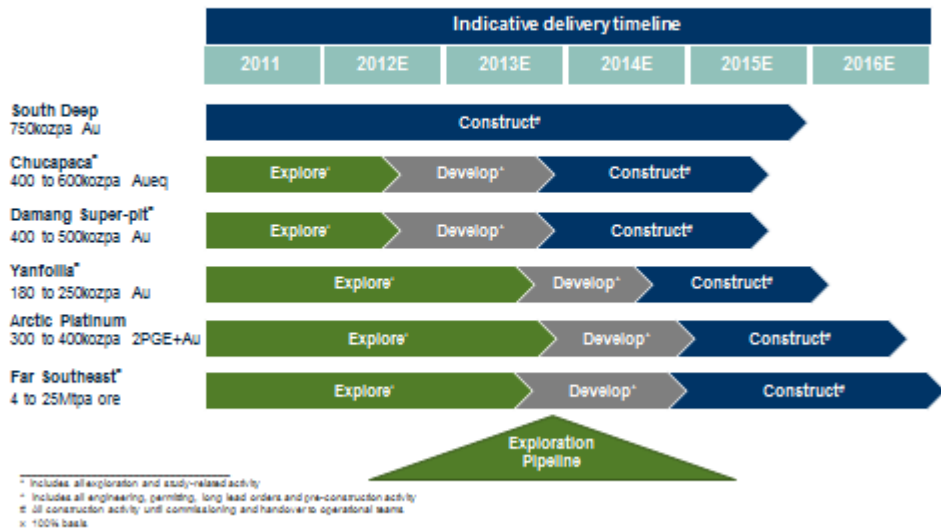 Indicative delivery timeline
2011 2012E 2013E 2014E 2015E 2016E
South Deep
750kozpa Au
Construct#
Chucapaca×
400 to 600kozpa Aueq
Explore* Develop^ Construct#
Damang Super-pit×
400 to 500kozpa Au
Explore* Develop^ Construct#
Yanfolila×
180 to 250kozpa Au
Explore* Develop^ Construct#
Arctic Platinum
300 to 400kozpa 2PGE+Au
Explore* Develop^ Construct#
Far Southeast×
4 to 25Mtpa ore
Explore* Develop^ Construct#
Exploration
Pipeline
* Includes all exploration and study-related activity
^ Includes all engineering, permitting, long lead orders and pre-construction activity
# All construction activity until commissioning and handover to operational teams
x 100% basis